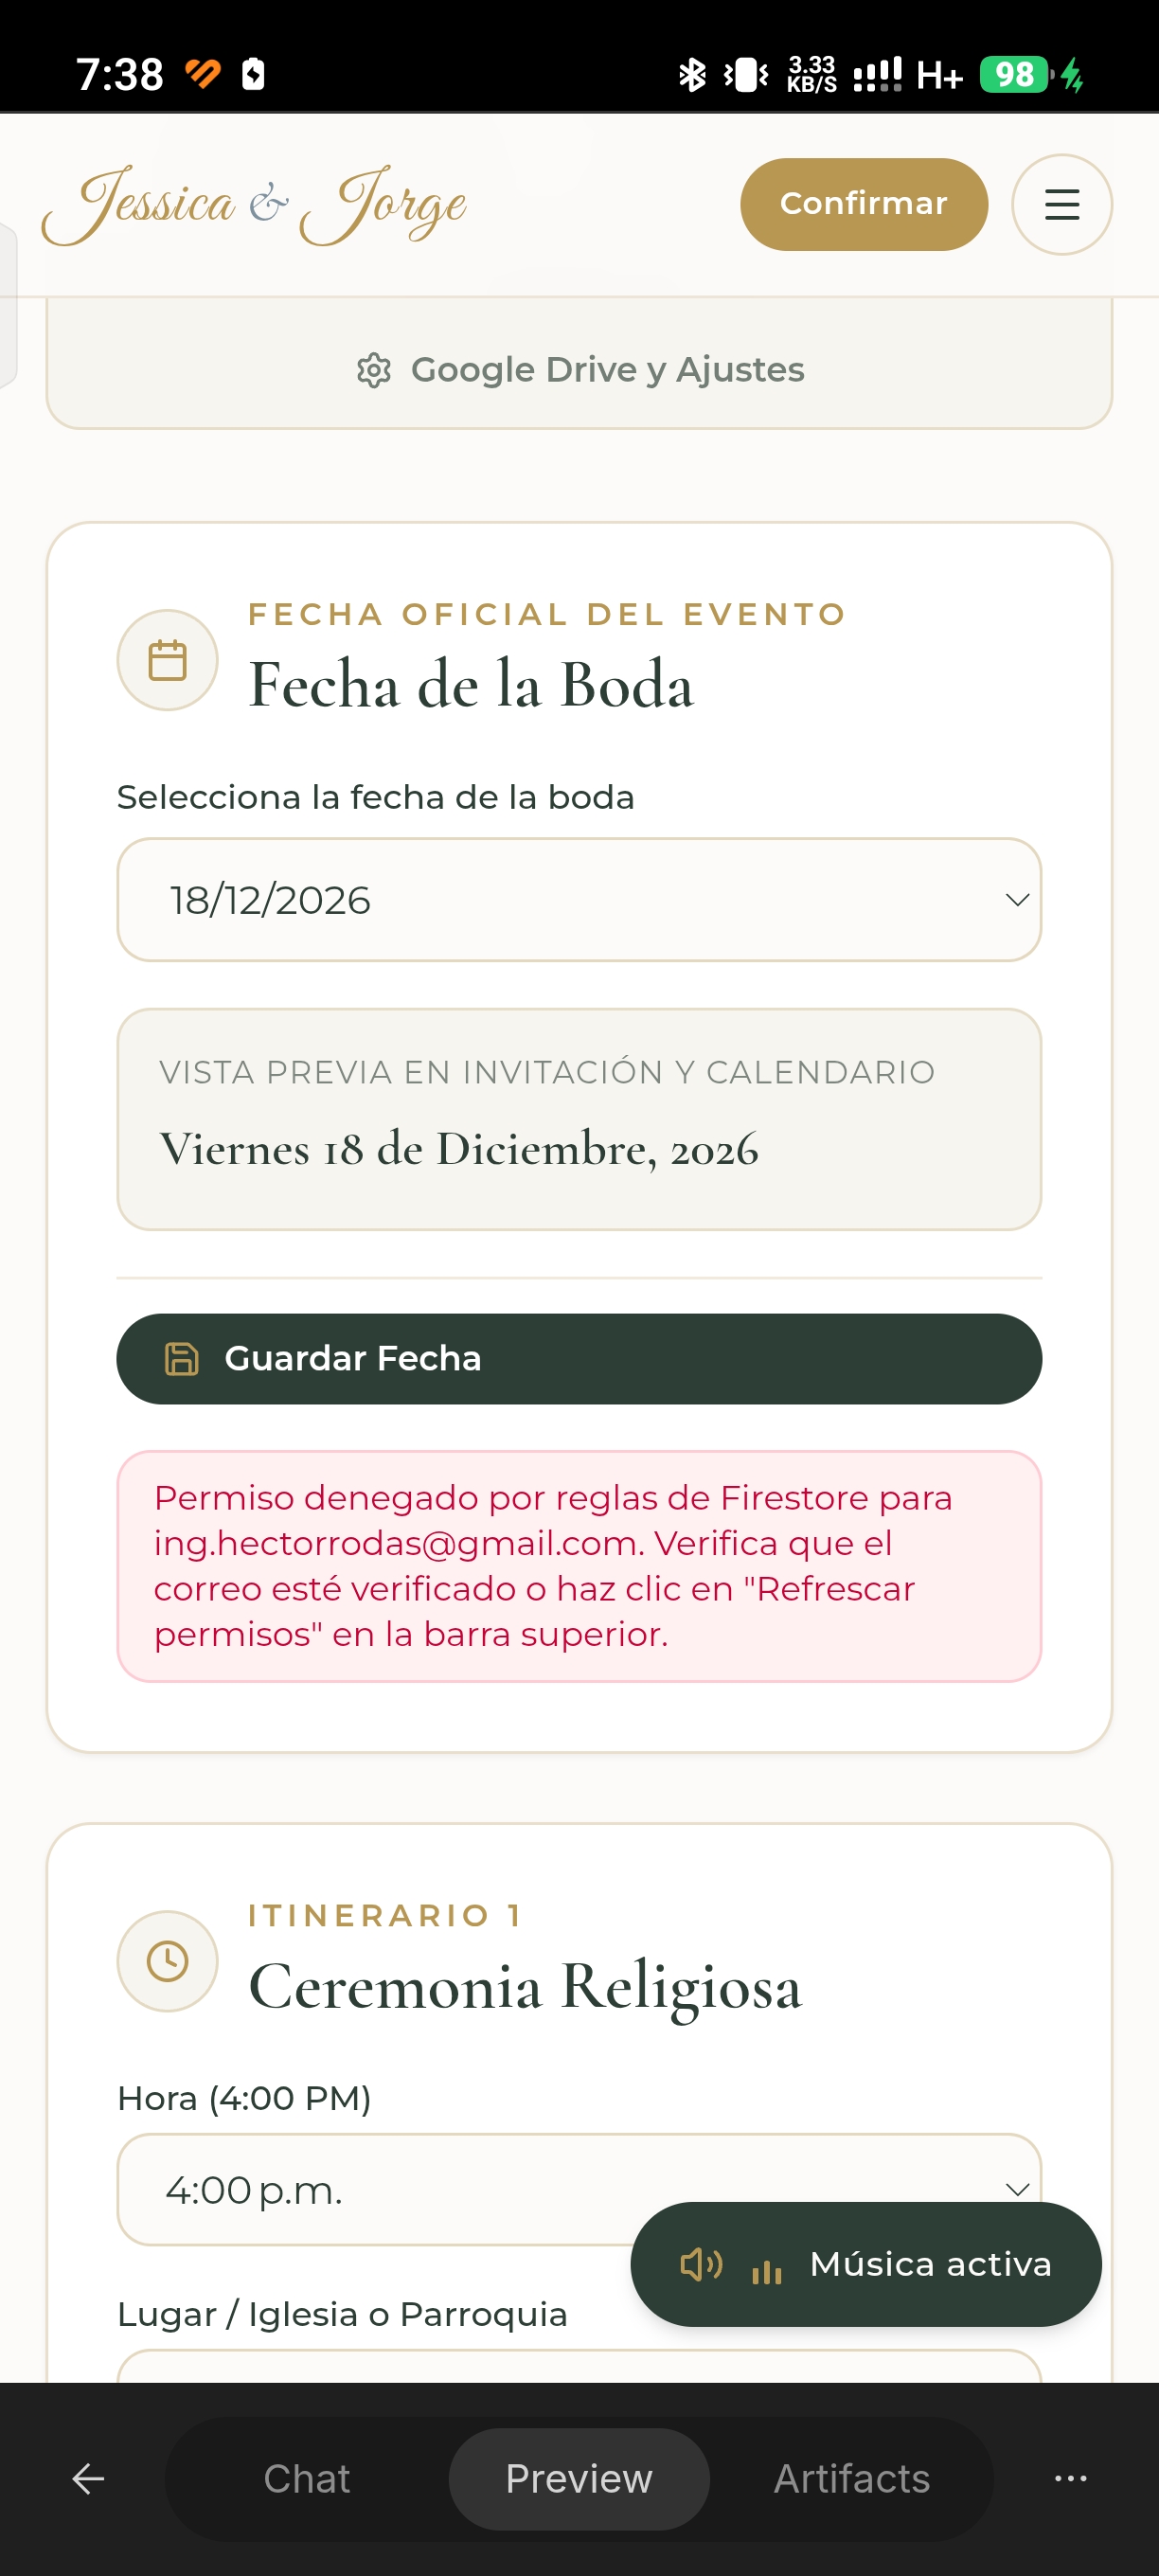 7:38
3.33
KB/S
H+
98
Jessica & Jorge
Confirmar
Google Drive y Ajustes
FECHA OFICIAL DEL EVENTO
Fecha de la Boda
Selecciona la fecha de la boda
18/12/2026
VISTA PREVIA EN INVITACIÓN Y CALENDARIO
Viernes 18 de Diciembre, 2026
Guardar Fecha
Permiso denegado por reglas de Firestore para
ing.hectorrodas@gmail.com. Verifica que el
correo esté verificado o haz clic en "Refrescar
permisos" en la barra superior.
ITINERARIO 1
Ceremonia Religiosa
Hora (4:00 PM)
4:00 p.m.
Música activa
Lugar / Iglesia o Parroquia
Chat
Preview
Artifacts